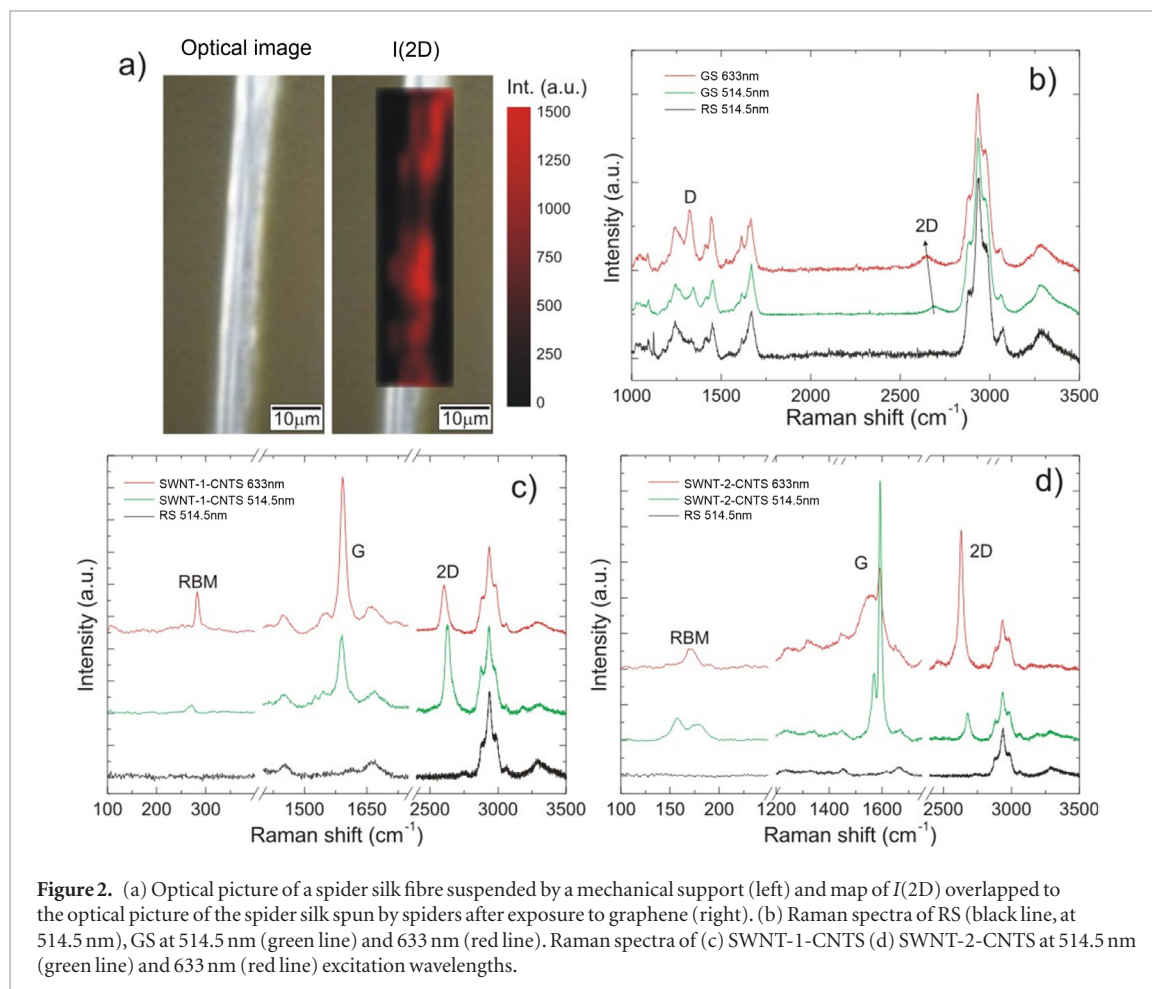 Optical image
I(2D)
a)
Int. (a.u.)
1500
1250
1000
750
500
250
0
10μm
10μm
b)
GS 633nm
GS 514.5nm
RS 514.5nm
D
2D
Intensity (a.u.)
1000 1500 2000 2500 3000 3500
Raman shift (cm⁻¹)
c)
SWNT-1-CNTS 633nm
SWNT-1-CNTS 514.5nm
RS 514.5nm
RBM
G
2D
Intensity (a.u.)
100 200 300 1500 1650 2500 3000 3500
Raman shift (cm⁻¹)
d)
SWNT-2-CNTS 633nm
SWNT-2-CNTS 514.5nm
RS 514.5nm
RBM
G
2D
Intensity (a.u.)
100 150 200 1200 1400 1600 2500 3000 3500
Raman shift (cm⁻¹)
Figure 2. (a) Optical picture of a spider silk fibre suspended by a mechanical support (left) and map of I(2D) overlapped to
the optical picture of the spider silk spun by spiders after exposure to graphene (right). (b) Raman spectra of RS (black line, at
514.5 nm), GS at 514.5 nm (green line) and 633 nm (red line). Raman spectra of (c) SWNT-1-CNTS (d) SWNT-2-CNTS at 514.5 nm
(green line) and 633 nm (red line) excitation wavelengths.